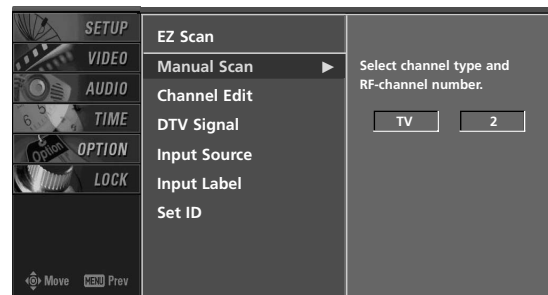 SETUP
VIDEO
AUDIO
TIME
OPTION
LOCK
Move MENU Prev
EZ Scan
Manual Scan ▶
Channel Edit
DTV Signal
Input Source
Input Label
Set ID
Select channel type and
RF-channel number.
TV 2